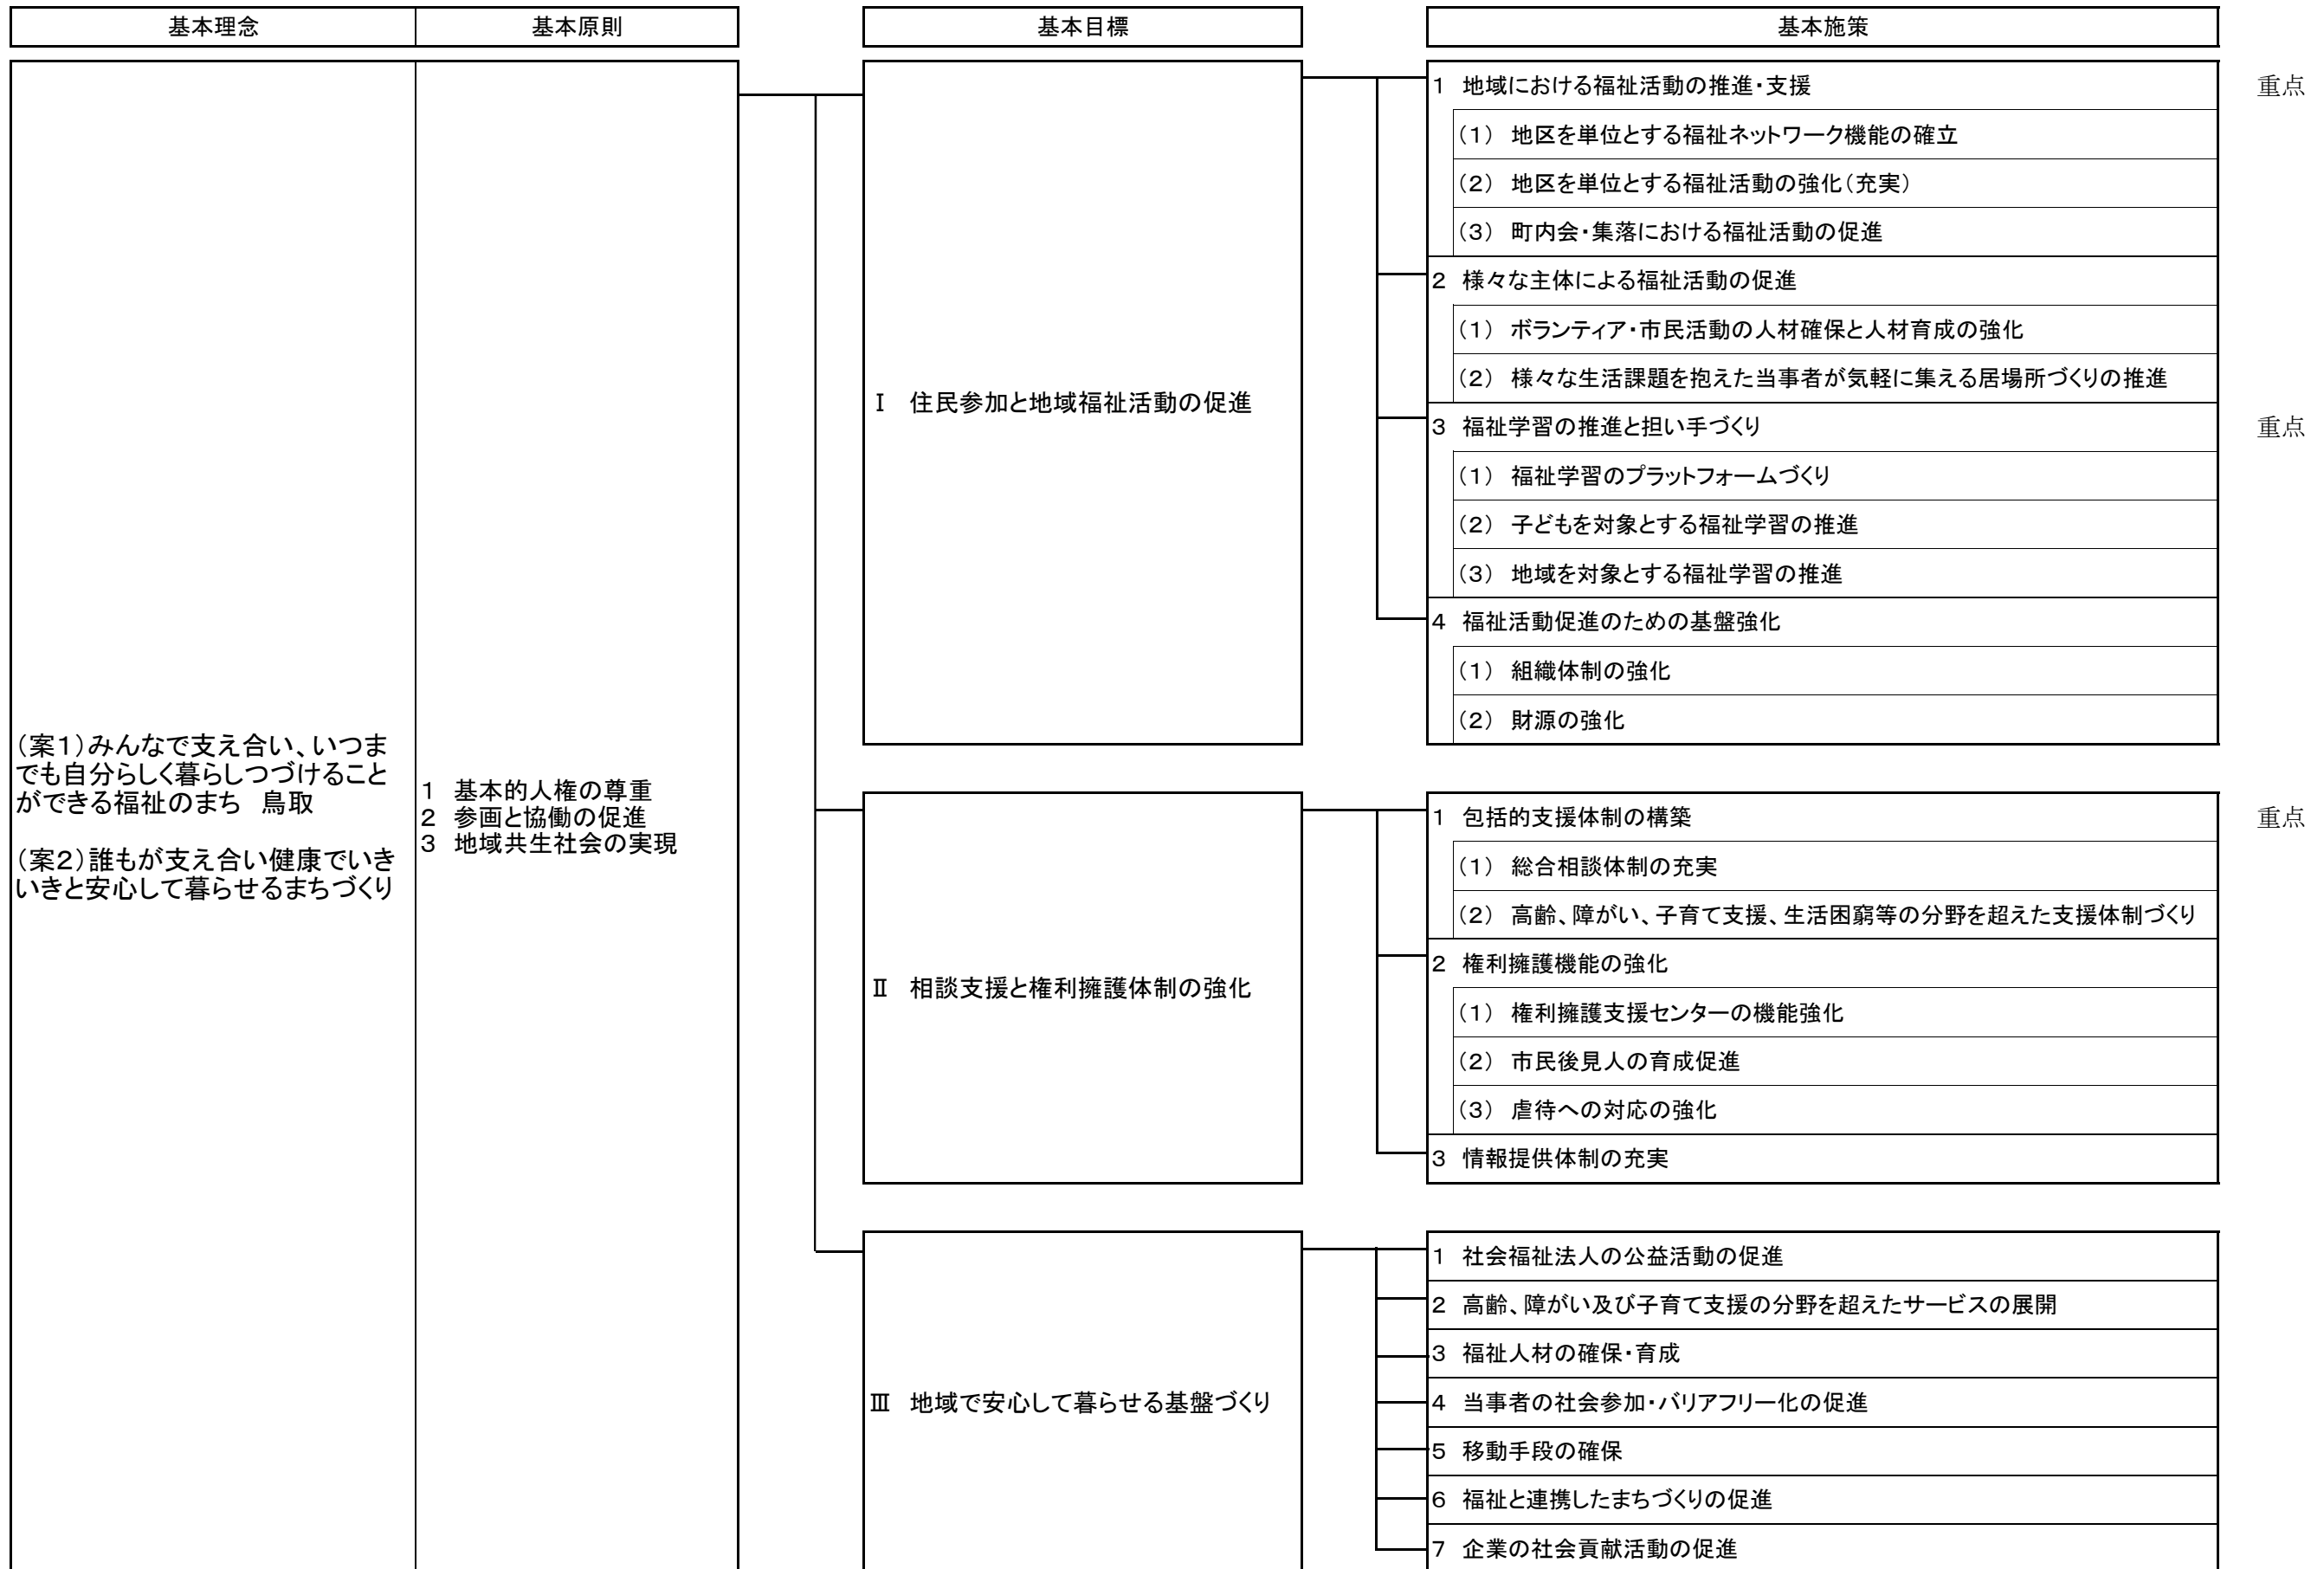 基本理念
基本原則
基本目標
基本施策
(案1)みんなで支え合い、いつま
でも自分らしく暮らしつづけること
ができる福祉のまち　鳥取
(案2)誰もが支え合い健康でいき
いきと安心して暮らせるまちづくり
1　基本的人権の尊重
2　参画と協働の促進
3　地域共生社会の実現
Ⅰ　住民参加と地域福祉活動の促進
1　地域における福祉活動の推進・支援
重点
(1)　地区を単位とする福祉ネットワーク機能の確立
(2)　地区を単位とする福祉活動の強化(充実)
(3)　町内会・集落における福祉活動の促進
2　様々な主体による福祉活動の促進
(1)　ボランティア・市民活動の人材確保と人材育成の強化
(2)　様々な生活課題を抱えた当事者が気軽に集える居場所づくりの推進
3　福祉学習の推進と担い手づくり
重点
(1)　福祉学習のプラットフォームづくり
(2)　子どもを対象とする福祉学習の推進
(3)　地域を対象とする福祉学習の推進
4　福祉活動促進のための基盤強化
(1)　組織体制の強化
(2)　財源の強化
Ⅱ　相談支援と権利擁護体制の強化
1　包括的支援体制の構築
重点
(1)　総合相談体制の充実
(2)　高齢、障がい、子育て支援、生活困窮等の分野を超えた支援体制づくり
2　権利擁護機能の強化
(1)　権利擁護支援センターの機能強化
(2)　市民後見人の育成促進
(3)　虐待への対応の強化
3　情報提供体制の充実
Ⅲ　地域で安心して暮らせる基盤づくり
1　社会福祉法人の公益活動の促進
2　高齢、障がい及び子育て支援の分野を超えたサービスの展開
3　福祉人材の確保・育成
4　当事者の社会参加・バリアフリー化の促進
5　移動手段の確保
6　福祉と連携したまちづくりの促進
7　企業の社会貢献活動の促進